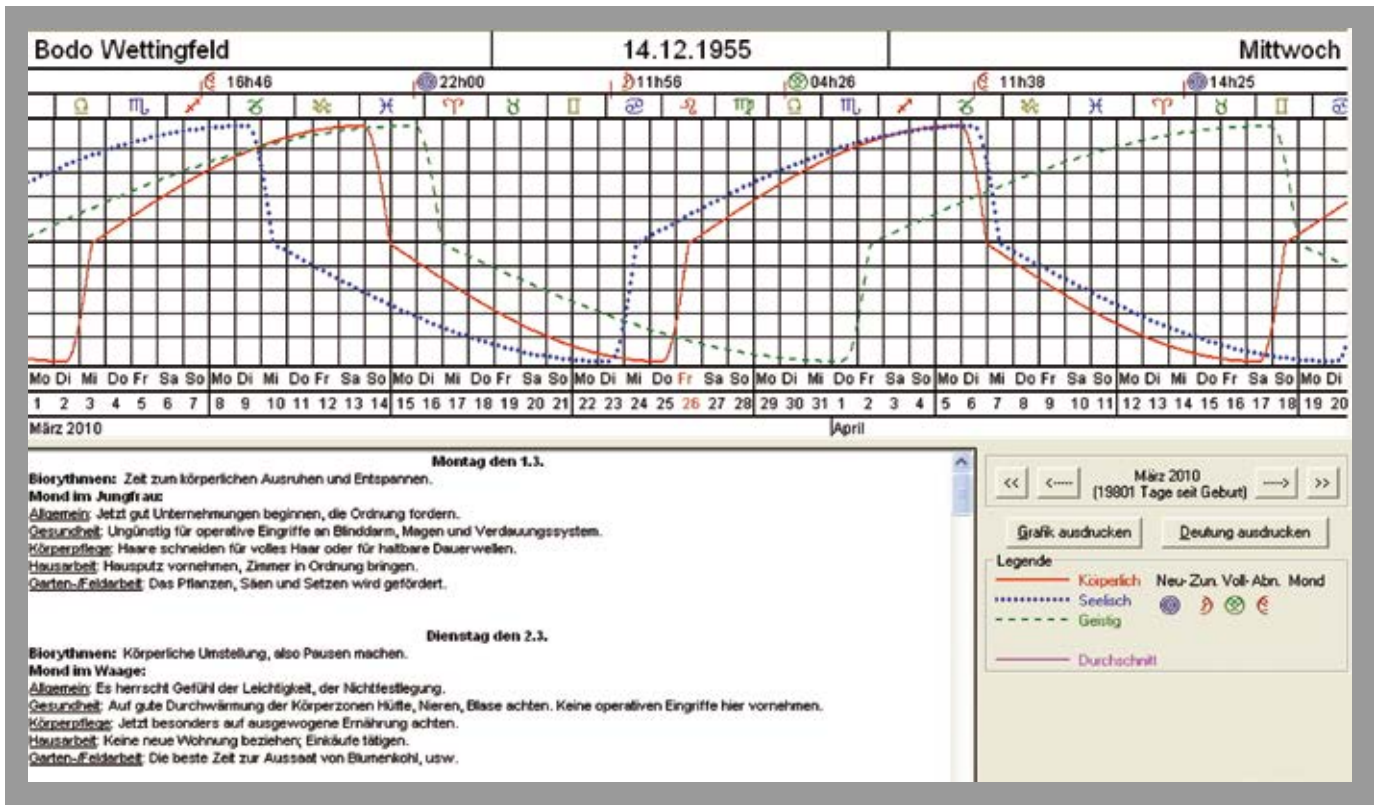 Bodo Wettingfeld 14.12.1955 Mittwoch
16h46 22h00 11h56 04h26 11h38 14h25
Mo Di Mi Do Fr Sa So Mo Di Mi Do Fr Sa So Mo Di Mi Do Fr Sa So Mo Di Mi Do Fr Sa So Mo Di Mi Do Fr Sa So Mo Di Mi Do Fr Sa So Mo Di Mi Do Fr Sa So Mo Di
1 2 3 4 5 6 7 8 9 10 11 12 13 14 15 16 17 18 19 20 21 22 23 24 25 26 27 28 29 30 31 1 2 3 4 5 6 7 8 9 10 11 12 13 14 15 16 17 18 19 20
März 2010 April
Montag den 1.3.
Biorythmen: Zeit zum körperlichen Ausruhen und Entspannen.
Mond im Jungfrau:
Allgemein: Jetzt gut Unternehmungen beginnen, die Ordnung fordern.
Gesundheit: Ungünstig für operative Eingriffe an Blinddarm, Magen und Verdauungssystem.
Körperpflege: Haare schneiden für volles Haar oder für haltbare Dauerwellen.
Hausarbeit: Hausputz vornehmen, Zimmer in Ordnung bringen.
Garten-/Feldarbeit: Das Pflanzen, Säen und Setzen wird gefördert.
Dienstag den 2.3.
Biorythmen: Körperliche Umstellung, also Pausen machen.
Mond im Waage:
Allgemein: Es herrscht Gefühl der Leichtigkeit, der Nichtfestlegung.
Gesundheit: Auf gute Durchwärmung der Körperzonen Hüfte, Nieren, Blase achten. Keine operativen Eingriffe hier vornehmen.
Körperpflege: Jetzt besonders auf ausgewogene Ernährung achten.
Hausarbeit: Keine neue Wohnung beziehen; Einkäufe tätigen.
Garten-/Feldarbeit: Die beste Zeit zur Aussaat von Blumenkohl, usw.
<< <---- März 2010 ----> >>
(19801 Tage seit Geburt)
Grafik ausdrucken Deutung ausdrucken
Legende
Körperlich Neu- Zun. Voll- Abn. Mond
Seelisch
Geistig
Durchschnitt